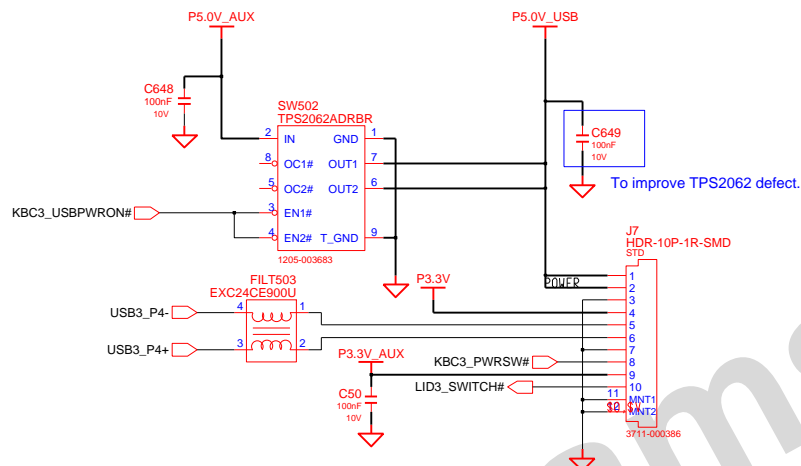 P5.0V_AUX
P5.0V_USB
C648
100nF
10V
SW502
TPS2062ADRBR
2 IN GND 1
8 OC1# OUT1 7
5 OC2# OUT2 6
3 EN1#
4 EN2# T_GND 9
1205-003683
KBC3_USBPWRON#
C649
100nF
10V
To improve TPS2062 defect.
J7
HDR-10P-1R-SMD
STD
POWER
1
2
3
4
5
6
7
8
9
10
11 MNT1
MNT2
3711-000386
FILT503
EXC24CE900U
P3.3V
USB3_P4- 4 1
USB3_P4+ 3 2
P3.3V_AUX
KBC3_PWRSW#
LID3_SWITCH#
C50
100nF
10V